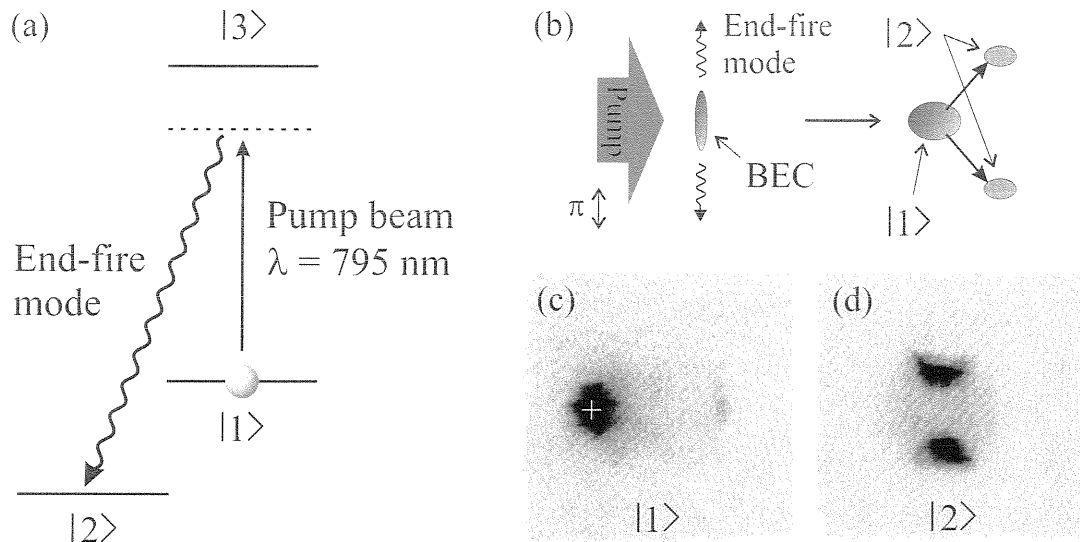 (a)
|3>
Pump beam
λ = 795 nm
End-fire
mode
|1>
|2>
(b)
Pump
π
End-fire
mode
BEC
|2>
|1>
(c)
|1>
(d)
|2>